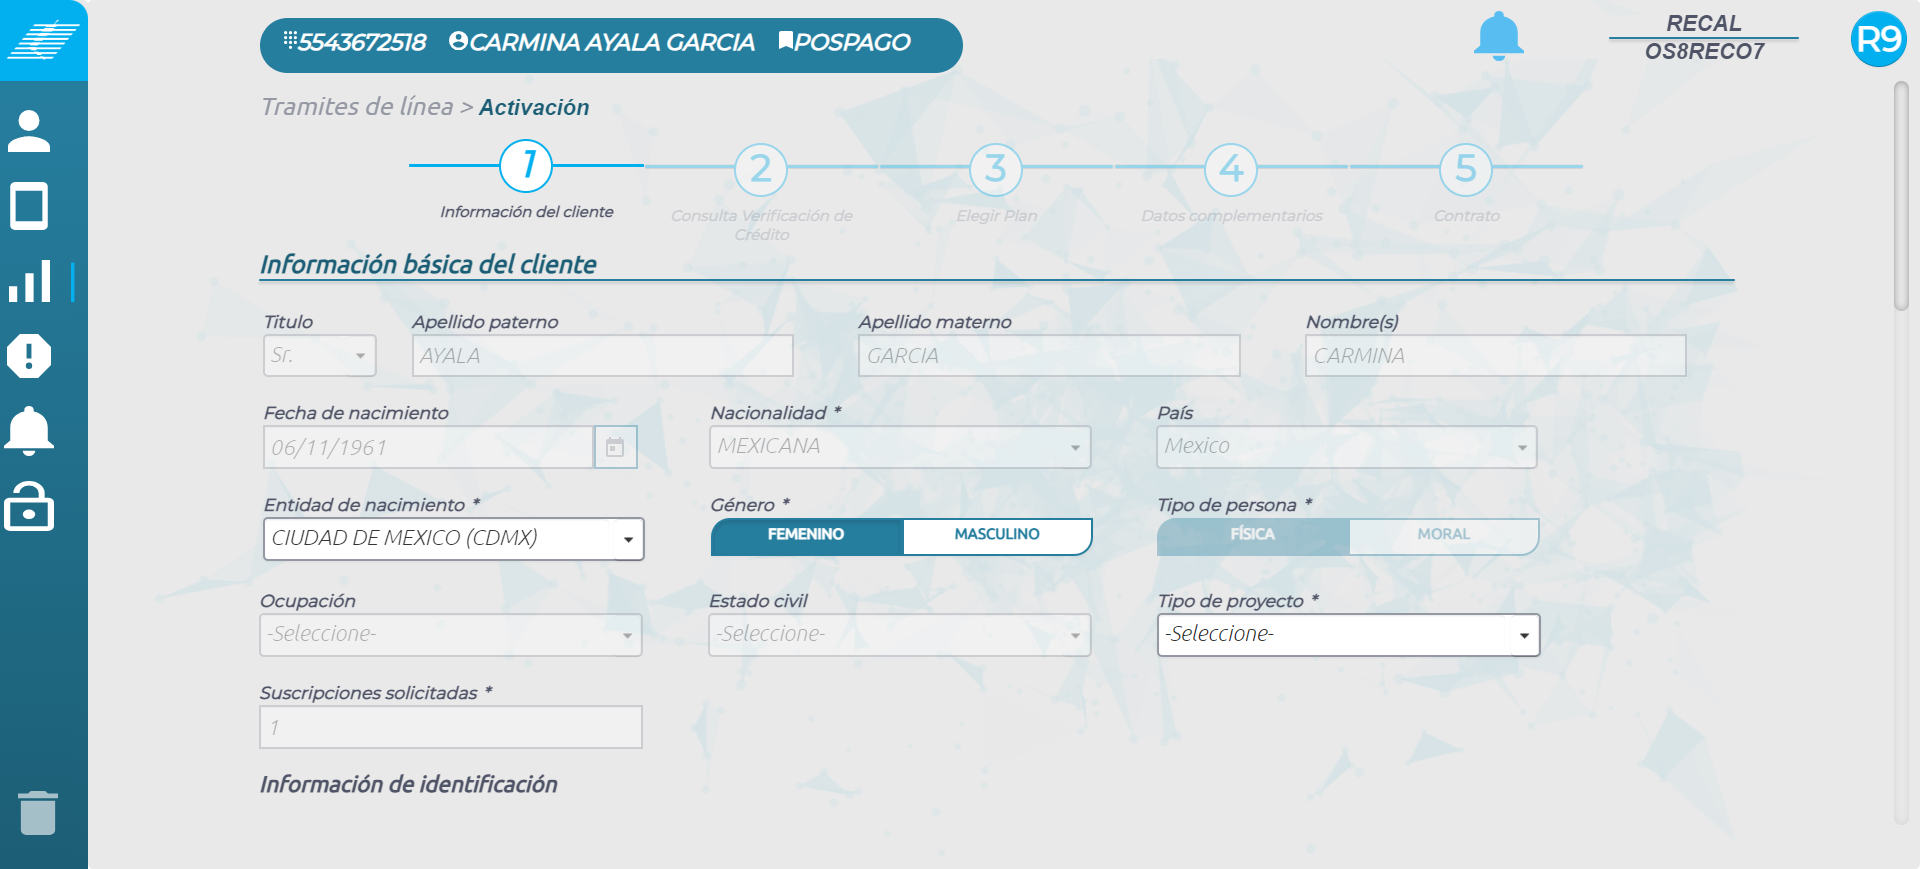 5543672518 CARMINA AYALA GARCIA POSPAGO
RECAL
OS8RECO7
R9
Tramites de línea > Activación
1 2 3 4 5
Información del cliente
Consulta Verificación de
Crédito
Elegir Plan
Datos complementarios
Contrato
Información básica del cliente
Titulo Apellido paterno Apellido materno Nombre(s)
Sr. AYALA GARCIA CARMINA
Fecha de nacimiento Nacionalidad * País
06/11/1961 MEXICANA Mexico
Entidad de nacimiento * Género * Tipo de persona *
CIUDAD DE MEXICO (CDMX) FEMENINO MASCULINO FÍSICA MORAL
Ocupación Estado civil Tipo de proyecto *
-Seleccione- -Seleccione- -Seleccione-
Suscripciones solicitadas *
1
Información de identificación